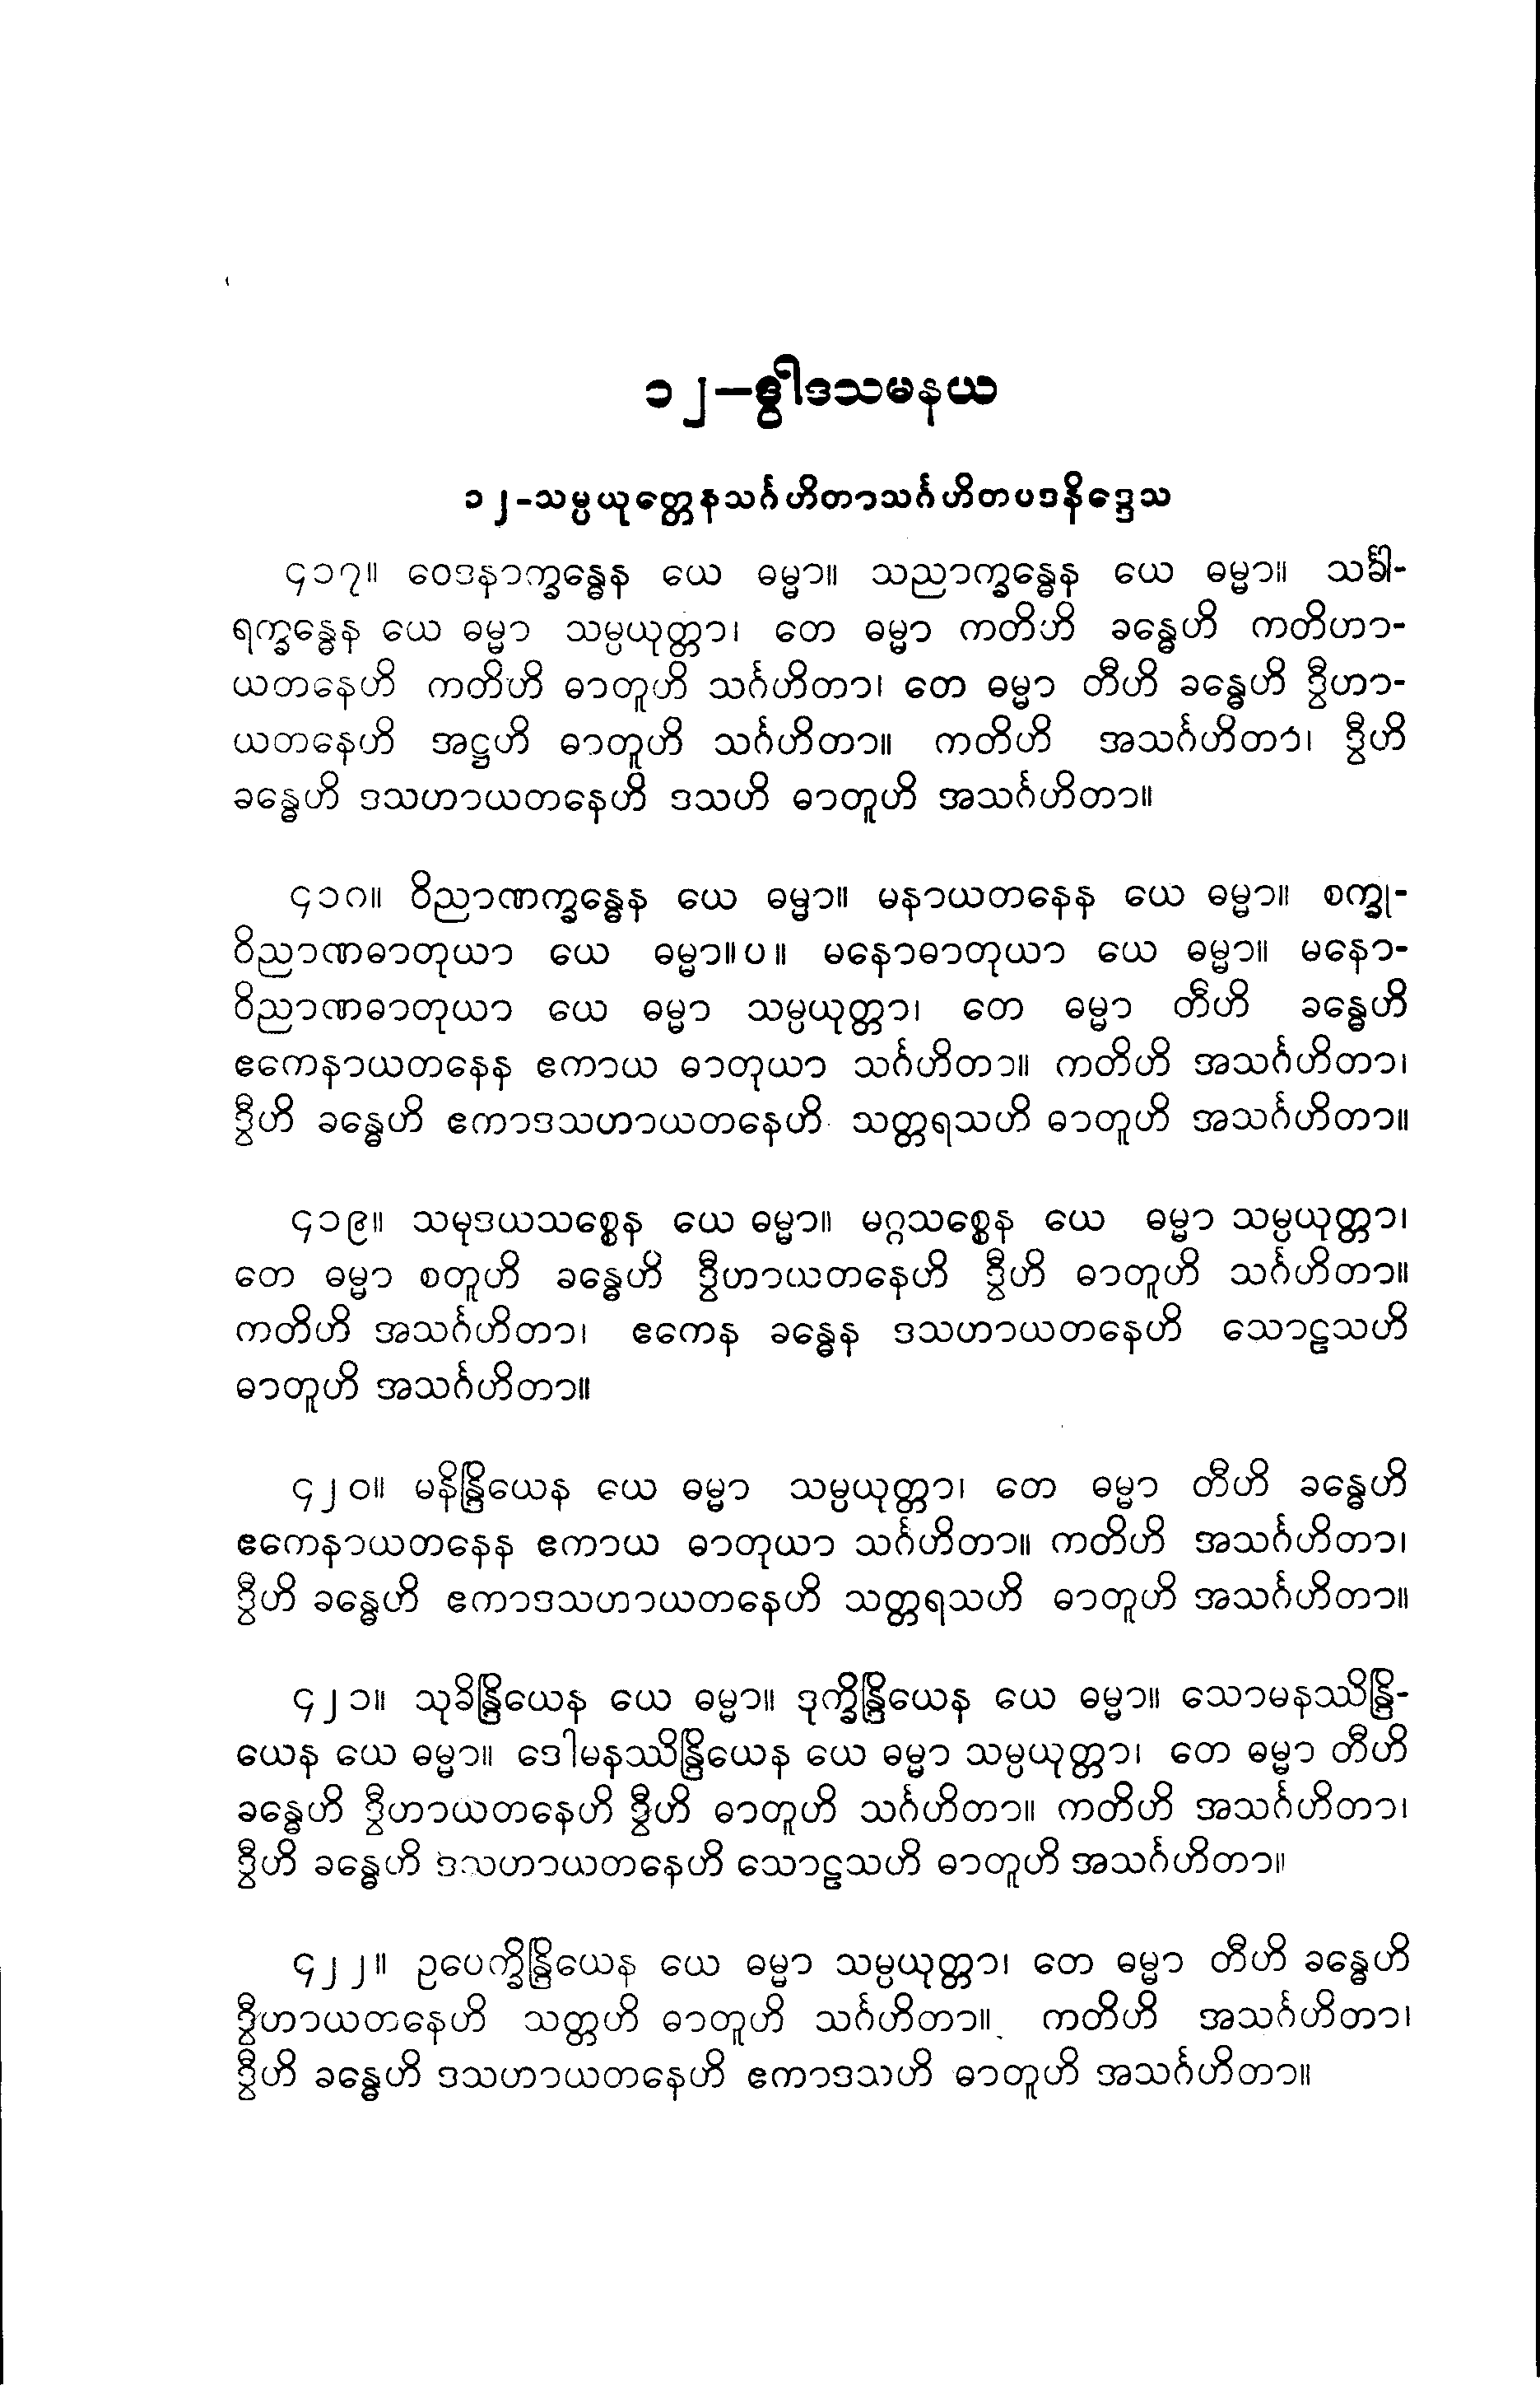 ၁၂–ဒွါဒသမနယ
၁၂-သမ္ပယုတ္တေနသင်္ဂဟိတာသင်္ဂဟိတပဒနိဒ္ဒေသ
၄၁၇။ ဝေဒနာက္ခန္ဓေန ယေ ဓမ္မာ။ သညာက္ခန္ဓေန ယေ ဓမ္မာ။ သင်္ခါ-
ရက္ခန္ဓေန ယေ ဓမ္မာ သမ္ပယုတ္တာ၊ တေ ဓမ္မာ ကတိဟိ ခန္ဓေဟိ ကတိဟာ-
ယတနေဟိ ကတိဟိ ဓာတူဟိ သင်္ဂဟိတာ၊ တေ ဓမ္မာ တီဟိ ခန္ဓေဟိ ဒွီဟာ-
ယတနေဟိ အဋ္ဌဟိ ဓာတူဟိ သင်္ဂဟိတာ။ ကတိဟိ အသင်္ဂဟိတာ၊ ဒွီဟိ
ခန္ဓေဟိ ဒသဟာယတနေဟိ ဒသဟိ ဓာတူဟိ အသင်္ဂဟိတာ။
၄၁၈။ ဝိညာဏက္ခန္ဓေန ယေ ဓမ္မာ။ မနာယတနေန ယေ ဓမ္မာ။ စက္ခု-
ဝိညာဏဓာတုယာ ယေ ဓမ္မာ။ပ။ မနောဓာတုယာ ယေ ဓမ္မာ။ မနော-
ဝိညာဏဓာတုယာ ယေ ဓမ္မာ သမ္ပယုတ္တာ၊ တေ ဓမ္မာ တီဟိ ခန္ဓေဟိ
ဧကေနာယတနေန ဧကာယ ဓာတုယာ သင်္ဂဟိတာ။ ကတိဟိ အသင်္ဂဟိတာ၊
ဒွီဟိ ခန္ဓေဟိ ဧကာဒသဟာယတနေဟိ သတ္တရသဟိ ဓာတူဟိ အသင်္ဂဟိတာ။
၄၁၉။ သမုဒယသစ္စေန ယေ ဓမ္မာ။ မဂ္ဂသစ္စေန ယေ ဓမ္မာ သမ္ပယုတ္တာ၊
တေ ဓမ္မာ စတူဟိ ခန္ဓေဟိ ဒွီဟာယတနေဟိ ဒွီဟိ ဓာတူဟိ သင်္ဂဟိတာ။
ကတိဟိ အသင်္ဂဟိတာ၊ ဧကေန ခန္ဓေန ဒသဟာယတနေဟိ သောဠသဟိ
ဓာတူဟိ အသင်္ဂဟိတာ။
၄၂၀။ မနိန္ဒြိယေန ယေ ဓမ္မာ သမ္ပယုတ္တာ၊ တေ ဓမ္မာ တီဟိ ခန္ဓေဟိ
ဧကေနာယတနေန ဧကာယ ဓာတုယာ သင်္ဂဟိတာ။ ကတိဟိ အသင်္ဂဟိတာ၊
ဒွီဟိ ခန္ဓေဟိ ဧကာဒသဟာယတနေဟိ သတ္တရသဟိ ဓာတူဟိ အသင်္ဂဟိတာ။
၄၂၁။ သုခိန္ဒြိယေန ယေ ဓမ္မာ။ ဒုက္ခိန္ဒြိယေန ယေ ဓမ္မာ။ သောမနဿိန္ဒြိ-
ယေန ယေ ဓမ္မာ။ ဒေါမနဿိန္ဒြိယေန ယေ ဓမ္မာ သမ္ပယုတ္တာ၊ တေ ဓမ္မာ တီဟိ
ခန္ဓေဟိ ဒွီဟာယတနေဟိ ဒွီဟိ ဓာတူဟိ သင်္ဂဟိတာ။ ကတိဟိ အသင်္ဂဟိတာ၊
ဒွီဟိ ခန္ဓေဟိ ဒသဟာယတနေဟိ သောဠသဟိ ဓာတူဟိ အသင်္ဂဟိတာ။
၄၂၂။ ဥပေက္ခိန္ဒြိယေန ယေ ဓမ္မာ သမ္ပယုတ္တာ၊ တေ ဓမ္မာ တီဟိ ခန္ဓေဟိ
ဒွီဟာယတနေဟိ သတ္တဟိ ဓာတူဟိ သင်္ဂဟိတာ။ ကတိဟိ အသင်္ဂဟိတာ၊
ဒွီဟိ ခန္ဓေဟိ ဒသဟာယတနေဟိ ဧကာဒသဟိ ဓာတူဟိ အသင်္ဂဟိတာ။